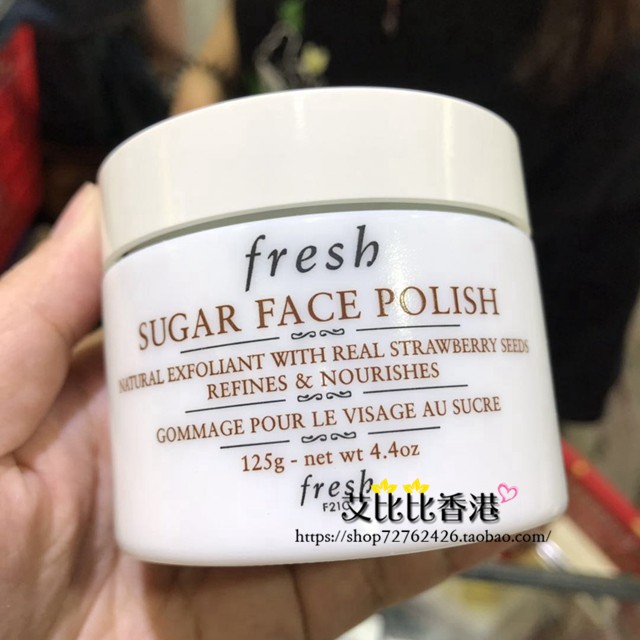 fresh
SUGAR FACE POLISH
NATURAL EXFOLIANT WITH REAL STRAWBERRY SEEDS
REFINES & NOURISHES
GOMMAGE POUR LE VISAGE AU SUCRE
125g - net wt 4.4oz
fresh
艾比比香港
https://shop72762426.taobao.com/